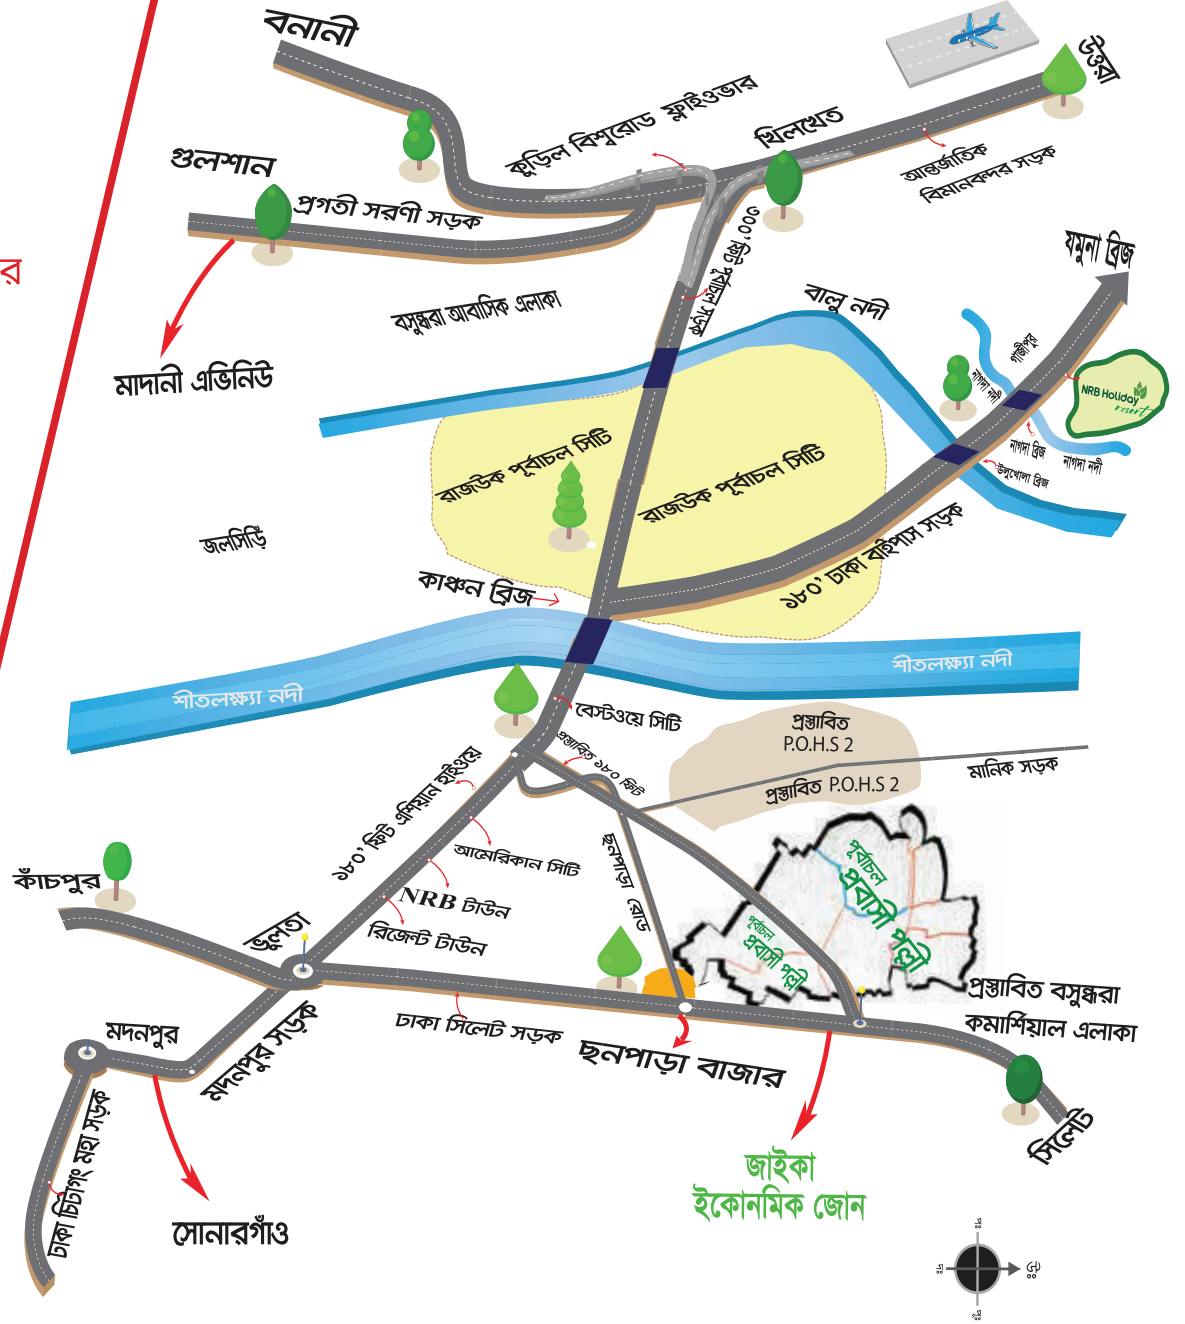 বনানী
উত্তরা
কুড়িল বিশ্বরোড ফ্লাইওভার
খিলখেত
গুলশান
আন্তর্জাতিক
বিমানবন্দর সড়ক
প্রগতী সরণী সড়ক
৩০০' ফিট পূর্বাচল সড়ক
যমুনা ব্রিজ
র
বসুন্ধরা আবাসিক এলাকা
বালু নদী
গাজীপুর
মাদানী এভিনিউ
নাগদা নদী
NRB Holiday
resort
নাগদা ব্রিজ
নাগদা নদী
উলুখোলা ব্রিজ
রাজউক পূর্বাচল সিটি
রাজউক পূর্বাচল সিটি
জলসিড়ি
১৮০' ঢাকা বাইপাস সড়ক
কাঞ্চন ব্রিজ
শীতলক্ষ্যা নদী
শীতলক্ষ্যা নদী
বেস্টওয়ে সিটি
প্রস্তাবিত
P.O.H.S 2
প্রস্তাবিত ১৮০ ফিট
মানিক সড়ক
প্রস্তাবিত P.O.H.S 2
১৮০' ফিট এশিয়ান হাইওয়ে
আমেরিকান সিটি
ছনপাড়া রোড
পূর্বাচল
প্রবাসী পল্লী
কাঁচপুর
NRB টাউন
ভুলতা
রিজেন্ট টাউন
পূর্বাচল
প্রবাসী পল্লী
প্রস্তাবিত বসুন্ধরা
কমার্শিয়াল এলাকা
মদনপুর
মদনপুর সড়ক
ঢাকা সিলেট সড়ক
ছনপাড়া বাজার
সিলেট
ঢাকা চিটাগং মহা সড়ক
জাইকা
ইকোনমিক জোন
সোনারগাঁও
পঃ
উঃ
দঃ
পূঃ